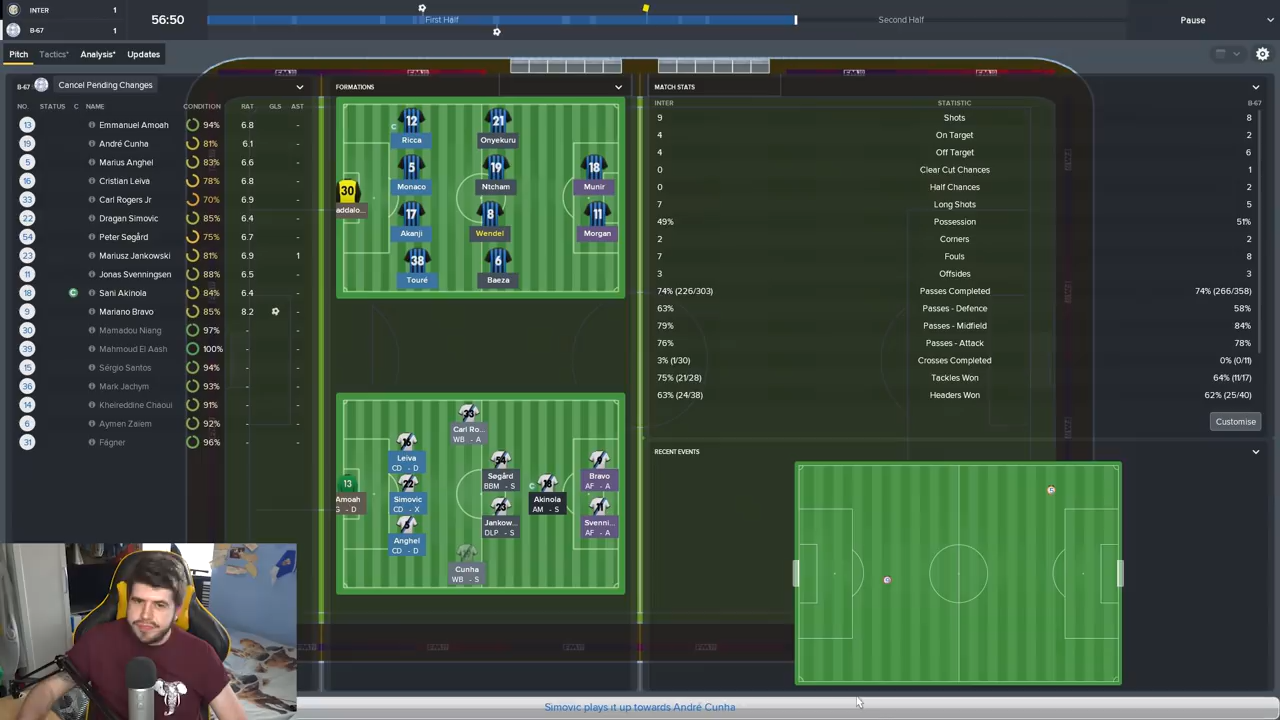 INTER 1
B-67 1
56:50
First Half
Second Half
Pause
Pitch Tactics* Analysis* Updates
B-67 Cancel Pending Changes
NO. STATUS C NAME CONDITION RAT GLS AST
13 Emmanuel Amoah 94% 6.8 - -
19 André Cunha 81% 6.1 - -
5 Marius Anghel 83% 6.6 - -
16 Cristian Leiva 78% 6.8 - -
33 Carl Rogers Jr 70% 6.9 - -
22 Dragan Simovic 85% 6.4 - -
54 Peter Søgård 75% 6.7 - -
23 Mariusz Jankowski 81% 6.9 - 1
11 Jonas Svenningsen 88% 6.5 - -
18 C Sani Akinola 84% 6.4 - -
9 Mariano Bravo 85% 8.2 -
30 Mamadou Niang 97% - - -
39 Mahmoud El Aash 100% - - -
15 Sérgio Santos 94% - - -
36 Mark Jachym 93% - - -
14 Kheireddine Chaoui 91% - - -
6 Aymen Zaïem 92% - - -
31 Fágner 96% - - -
FORMATIONS
12
C Ricca
21
Onyekuru
5
Monaco
19
Ntcham
18
Munir
30
addalo...
17
Akanji
8
Wendel
11
Morgan
38
Touré
6
Baeza
33
Carl Ro...
WB - A
16
Leiva
CD - D
54
Søgård
BBM - S
9
Bravo
AF - A
13
Amoah
G - D
22
Simovic
CD - X
18
C Akinola
AM - S
23
Jankow...
DLP - S
11
Svenni...
AF - A
5
Anghel
CD - D
Cunha
WB - S
MATCH STATS
INTER STATISTIC B-67
9 Shots 8
4 On Target 2
4 Off Target 6
0 Clear Cut Chances 1
0 Half Chances 2
7 Long Shots 5
49% Possession 51%
2 Corners 2
7 Fouls 8
3 Offsides 3
74% (226/303) Passes Completed 74% (266/358)
63% Passes - Defence 58%
79% Passes - Midfield 84%
76% Passes - Attack 78%
3% (1/30) Crosses Completed 0% (0/11)
75% (21/28) Tackles Won 64% (11/17)
63% (24/38) Headers Won 62% (25/40)
Customise
RECENT EVENTS
Simovic plays it up towards André Cunha